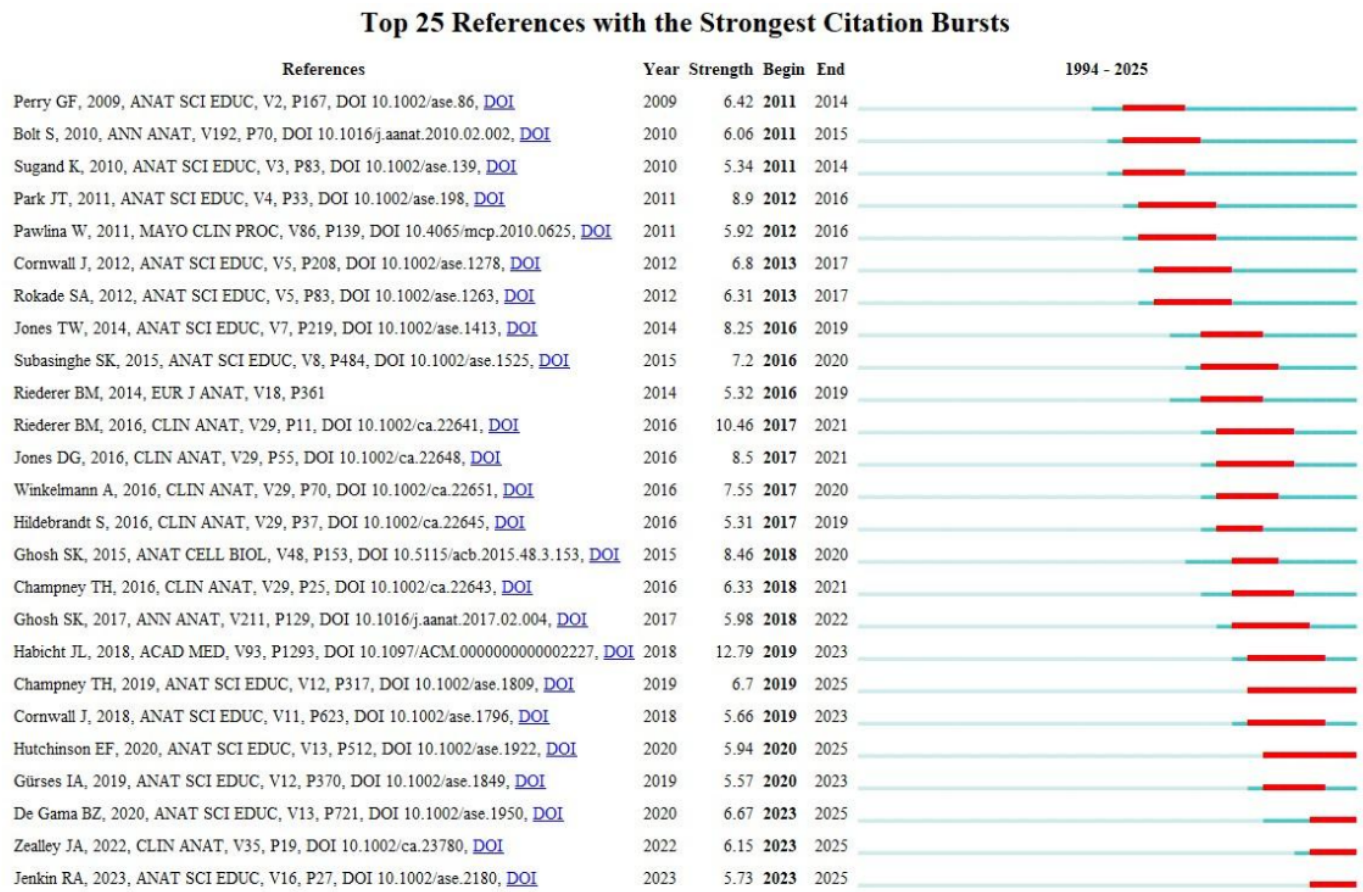 Top 25 References with the Strongest Citation Bursts
References Year Strength Begin End 1994 - 2025
Perry GF, 2009, ANAT SCI EDUC, V2, P167, DOI 10.1002/ase.86, DOI 2009 6.42 2011 2014
Bolt S, 2010, ANN ANAT, V192, P70, DOI 10.1016/j.aanat.2010.02.002, DOI 2010 6.06 2011 2015
Sugand K, 2010, ANAT SCI EDUC, V3, P83, DOI 10.1002/ase.139, DOI 2010 5.34 2011 2014
Park JT, 2011, ANAT SCI EDUC, V4, P33, DOI 10.1002/ase.198, DOI 2011 8.9 2012 2016
Pawlina W, 2011, MAYO CLIN PROC, V86, P139, DOI 10.4065/mcp.2010.0625, DOI 2011 5.92 2012 2016
Cornwall J, 2012, ANAT SCI EDUC, V5, P208, DOI 10.1002/ase.1278, DOI 2012 6.8 2013 2017
Rokade SA, 2012, ANAT SCI EDUC, V5, P83, DOI 10.1002/ase.1263, DOI 2012 6.31 2013 2017
Jones TW, 2014, ANAT SCI EDUC, V7, P219, DOI 10.1002/ase.1413, DOI 2014 8.25 2016 2019
Subasinghe SK, 2015, ANAT SCI EDUC, V8, P484, DOI 10.1002/ase.1525, DOI 2015 7.2 2016 2020
Riederer BM, 2014, EUR J ANAT, V18, P361 2014 5.32 2016 2019
Riederer BM, 2016, CLIN ANAT, V29, P11, DOI 10.1002/ca.22641, DOI 2016 10.46 2017 2021
Jones DG, 2016, CLIN ANAT, V29, P55, DOI 10.1002/ca.22648, DOI 2016 8.5 2017 2021
Winkelmann A, 2016, CLIN ANAT, V29, P70, DOI 10.1002/ca.22651, DOI 2016 7.55 2017 2020
Hildebrandt S, 2016, CLIN ANAT, V29, P37, DOI 10.1002/ca.22645, DOI 2016 5.31 2017 2019
Ghosh SK, 2015, ANAT CELL BIOL, V48, P153, DOI 10.5115/acb.2015.48.3.153, DOI 2015 8.46 2018 2020
Champney TH, 2016, CLIN ANAT, V29, P25, DOI 10.1002/ca.22643, DOI 2016 6.33 2018 2021
Ghosh SK, 2017, ANN ANAT, V211, P129, DOI 10.1016/j.aanat.2017.02.004, DOI 2017 5.98 2018 2022
Habicht JL, 2018, ACAD MED, V93, P1293, DOI 10.1097/ACM.0000000000002227, DOI 2018 12.79 2019 2023
Champney TH, 2019, ANAT SCI EDUC, V12, P317, DOI 10.1002/ase.1809, DOI 2019 6.7 2019 2025
Cornwall J, 2018, ANAT SCI EDUC, V11, P623, DOI 10.1002/ase.1796, DOI 2018 5.66 2019 2023
Hutchinson EF, 2020, ANAT SCI EDUC, V13, P512, DOI 10.1002/ase.1922, DOI 2020 5.94 2020 2025
Gürses IA, 2019, ANAT SCI EDUC, V12, P370, DOI 10.1002/ase.1849, DOI 2019 5.57 2020 2023
De Gama BZ, 2020, ANAT SCI EDUC, V13, P721, DOI 10.1002/ase.1950, DOI 2020 6.67 2023 2025
Zealley JA, 2022, CLIN ANAT, V35, P19, DOI 10.1002/ca.23780, DOI 2022 6.15 2023 2025
Jenkin RA, 2023, ANAT SCI EDUC, V16, P27, DOI 10.1002/ase.2180, DOI 2023 5.73 2023 2025